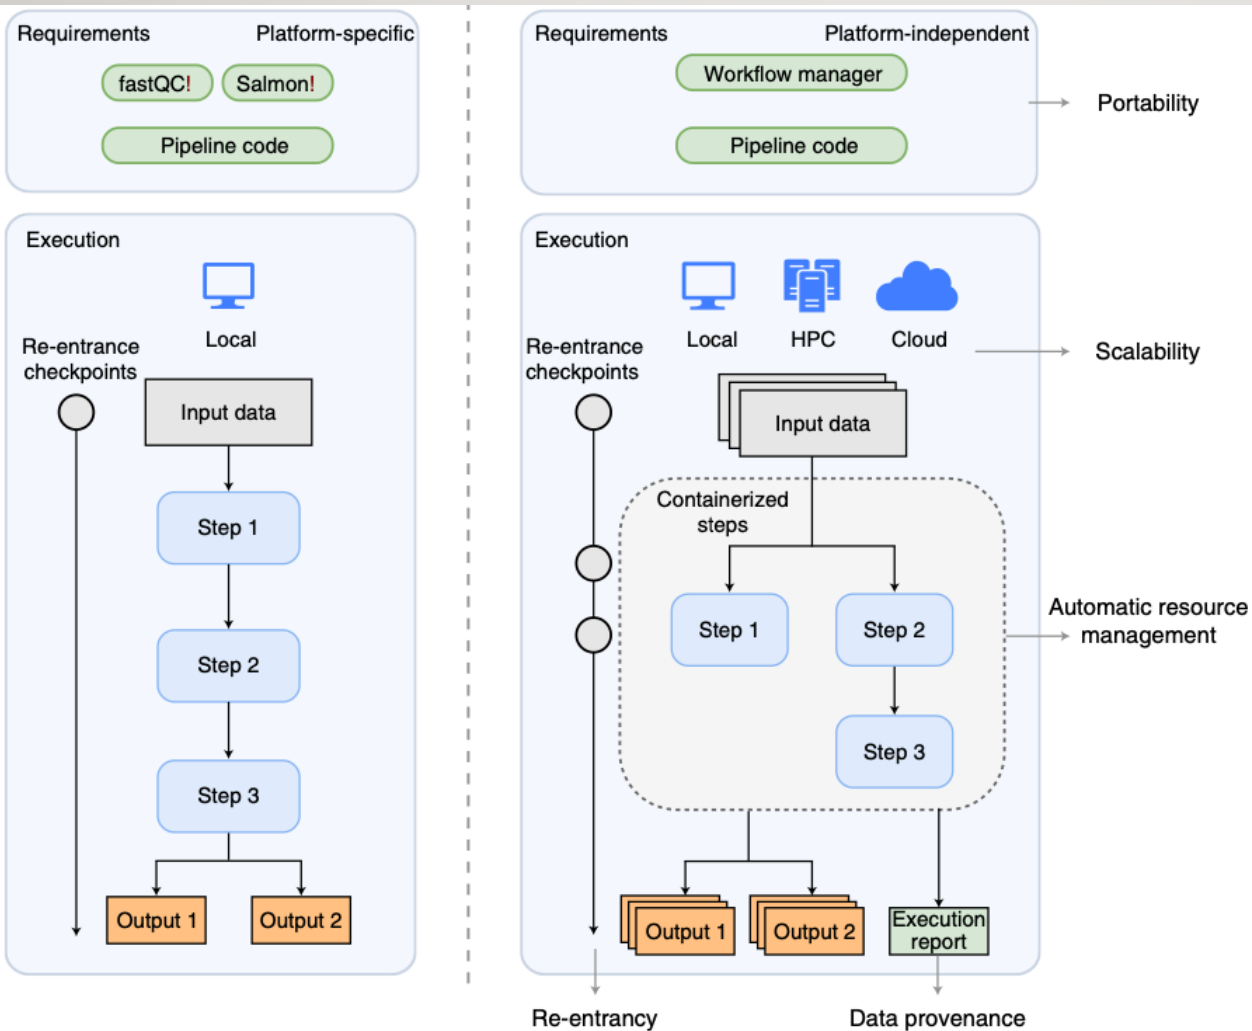 Requirements
Platform-specific
fastQC!
Salmon!
Pipeline code
Execution
Local
Re-entrance
checkpoints
Input data
Step 1
Step 2
Step 3
Output 1
Output 2
Requirements
Platform-independent
Workflow manager
Pipeline code
Portability
Execution
Local
HPC
Cloud
Scalability
Re-entrance
checkpoints
Input data
Containerized
steps
Step 1
Step 2
Step 3
Automatic resource
management
Output 1
Output 2
Execution
report
Re-entrancy
Data provenance